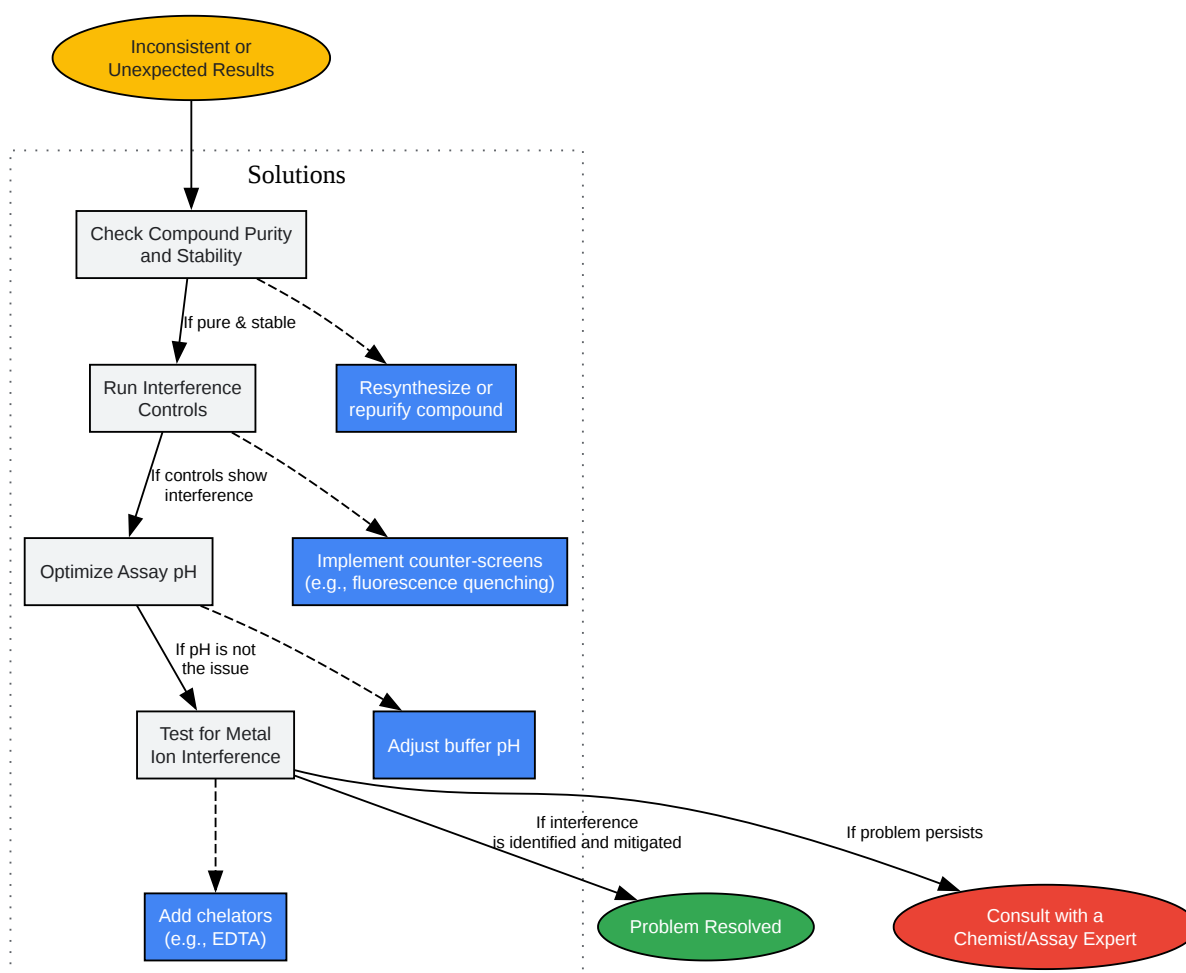 Inconsistent or
Unexpected Results
Solutions
Check Compound Purity
and Stability
If pure & stable
Run Interference
Controls
Resynthesize or
repurify compound
If controls show
interference
Optimize Assay pH
Implement counter-screens
(e.g., fluorescence quenching)
If pH is not
the issue
Test for Metal
Ion Interference
Adjust buffer pH
If interference
is identified and mitigated
If problem persists
Add chelators
(e.g., EDTA)
Problem Resolved
Consult with a
Chemist/Assay Expert